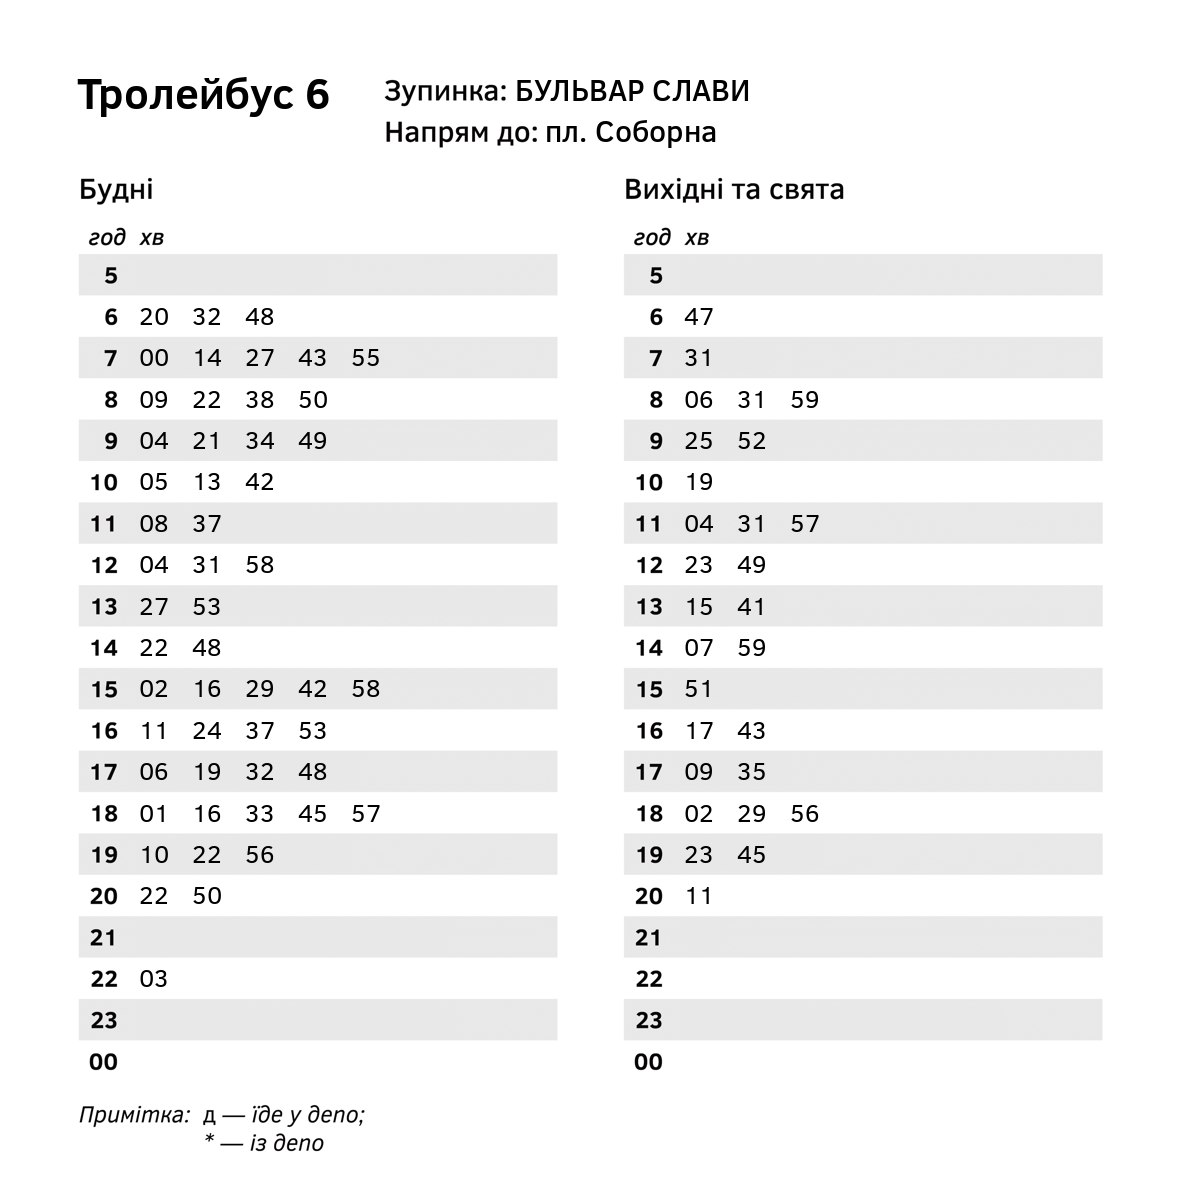 Тролейбус 6
Зупинка: БУЛЬВАР СЛАВИ
Напрям до: пл. Соборна
Будні
год хв
5
6 20 32 48
7 00 14 27 43 55
8 09 22 38 50
9 04 21 34 49
10 05 13 42
11 08 37
12 04 31 58
13 27 53
14 22 48
15 02 16 29 42 58
16 11 24 37 53
17 06 19 32 48
18 01 16 33 45 57
19 10 22 56
20 22 50
21
22 03
23
00
Вихідні та свята
год хв
5
6 47
7 31
8 06 31 59
9 25 52
10 19
11 04 31 57
12 23 49
13 15 41
14 07 59
15 51
16 17 43
17 09 35
18 02 29 56
19 23 45
20 11
21
22
23
00
Примітка: д — їде у депо;
* — із депо